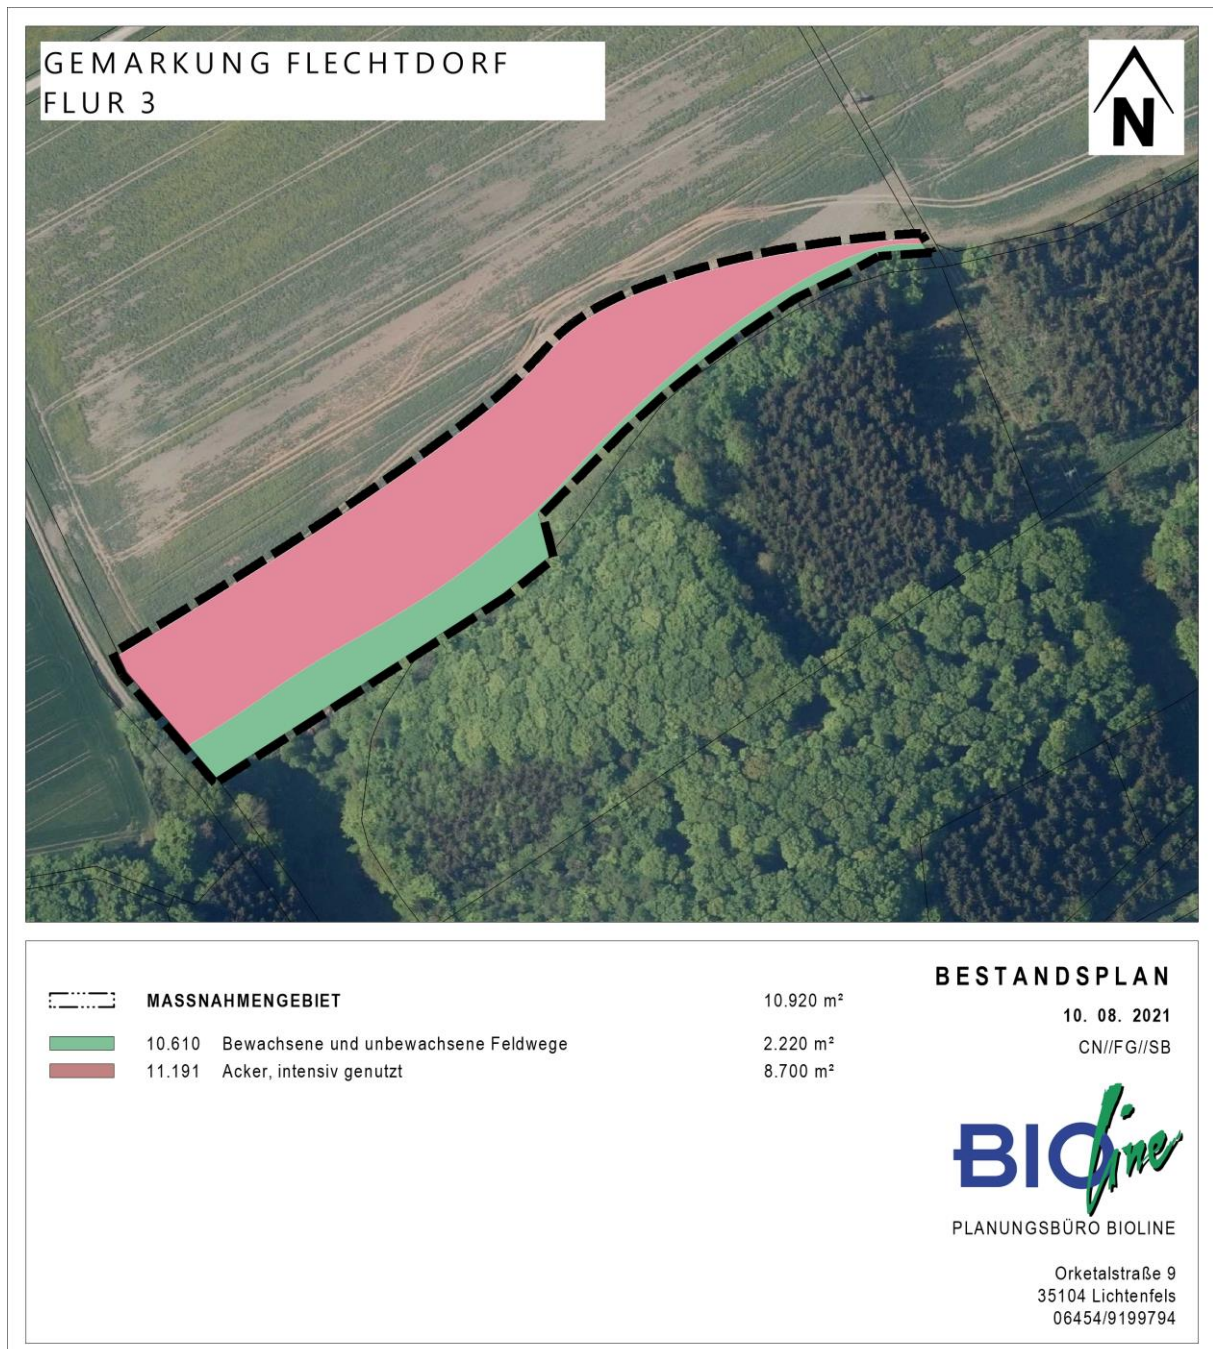 GEMARKUNG FLECHTDORF
FLUR 3
N
MASSNAHMENGEBIET 10.920 m²
10.610 Bewachsene und unbewachsene Feldwege 2.220 m²
11.191 Acker, intensiv genutzt 8.700 m²
BESTANDSPLAN
10. 08. 2021
CN//FG//SB
BIOline
PLANUNGSBÜRO BIOLINE
Orketalstraße 9
35104 Lichtenfels
06454/9199794